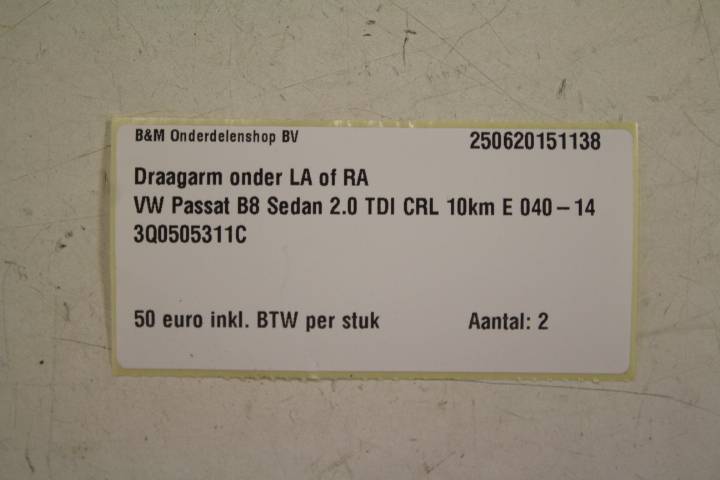 B&M Onderdelenshop BV 250620151138
Draagarm onder LA of RA
VW Passat B8 Sedan 2.0 TDI CRL 10km E 040-14
3Q0505311C
50 euro inkl. BTW per stuk Aantal: 2